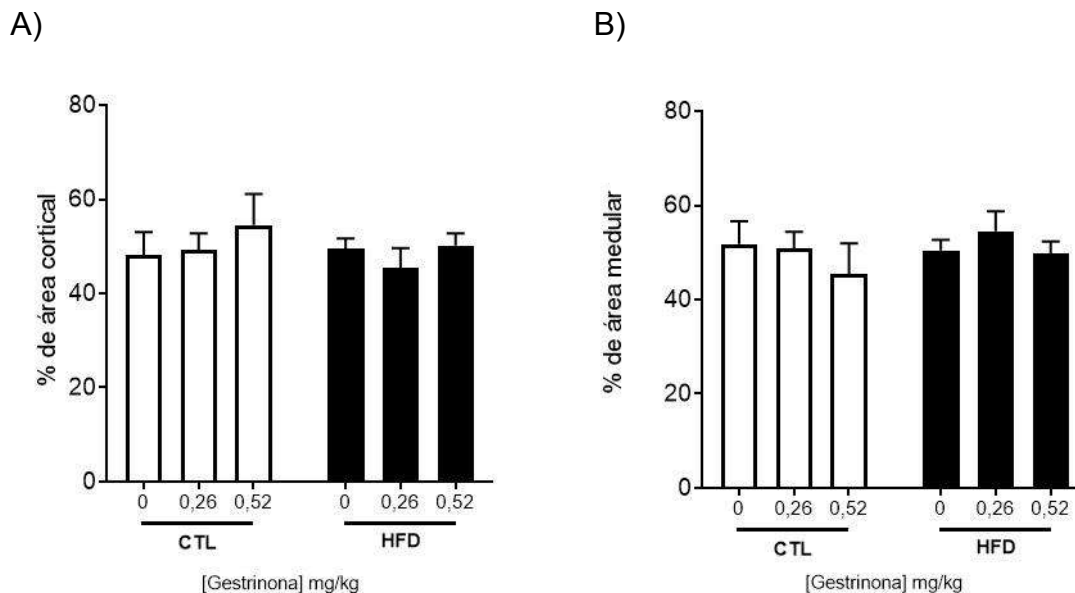 A)
80
60
40
20
0
% de área cortical
0 0,26 0,52 0 0,26 0,52
CTL HFD
[Gestrinona] mg/kg
B)
80
60
40
20
0
% de área medular
0 0,26 0,52 0 0,26 0,52
CTL HFD
[Gestrinona] mg/kg